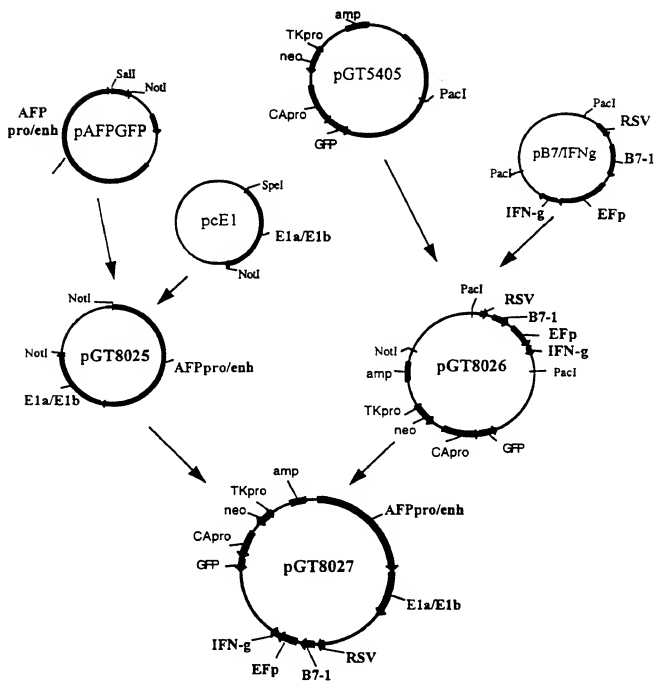 amp
TKpro
neo
pGT5405
PacI
CApro
GFP
SalI
NotI
AFP
pro/enh
pAFPGFP
PacI
RSV
pB7/IFNg
B7-1
PacI
IFN-g
EFp
SpeI
pcE1
E1a/E1b
NotI
NotI
NotI
pGT8025
AFPpro/enh
E1a/E1b
PacI
RSV
B7-1
EFp
IFN-g
NotI
pGT8026
PacI
amp
TKpro
neo
CApro
GFP
amp
TKpro
neo
AFPpro/enh
CApro
GFP
pGT8027
E1a/E1b
IFN-g
EFp
B7-1
RSV